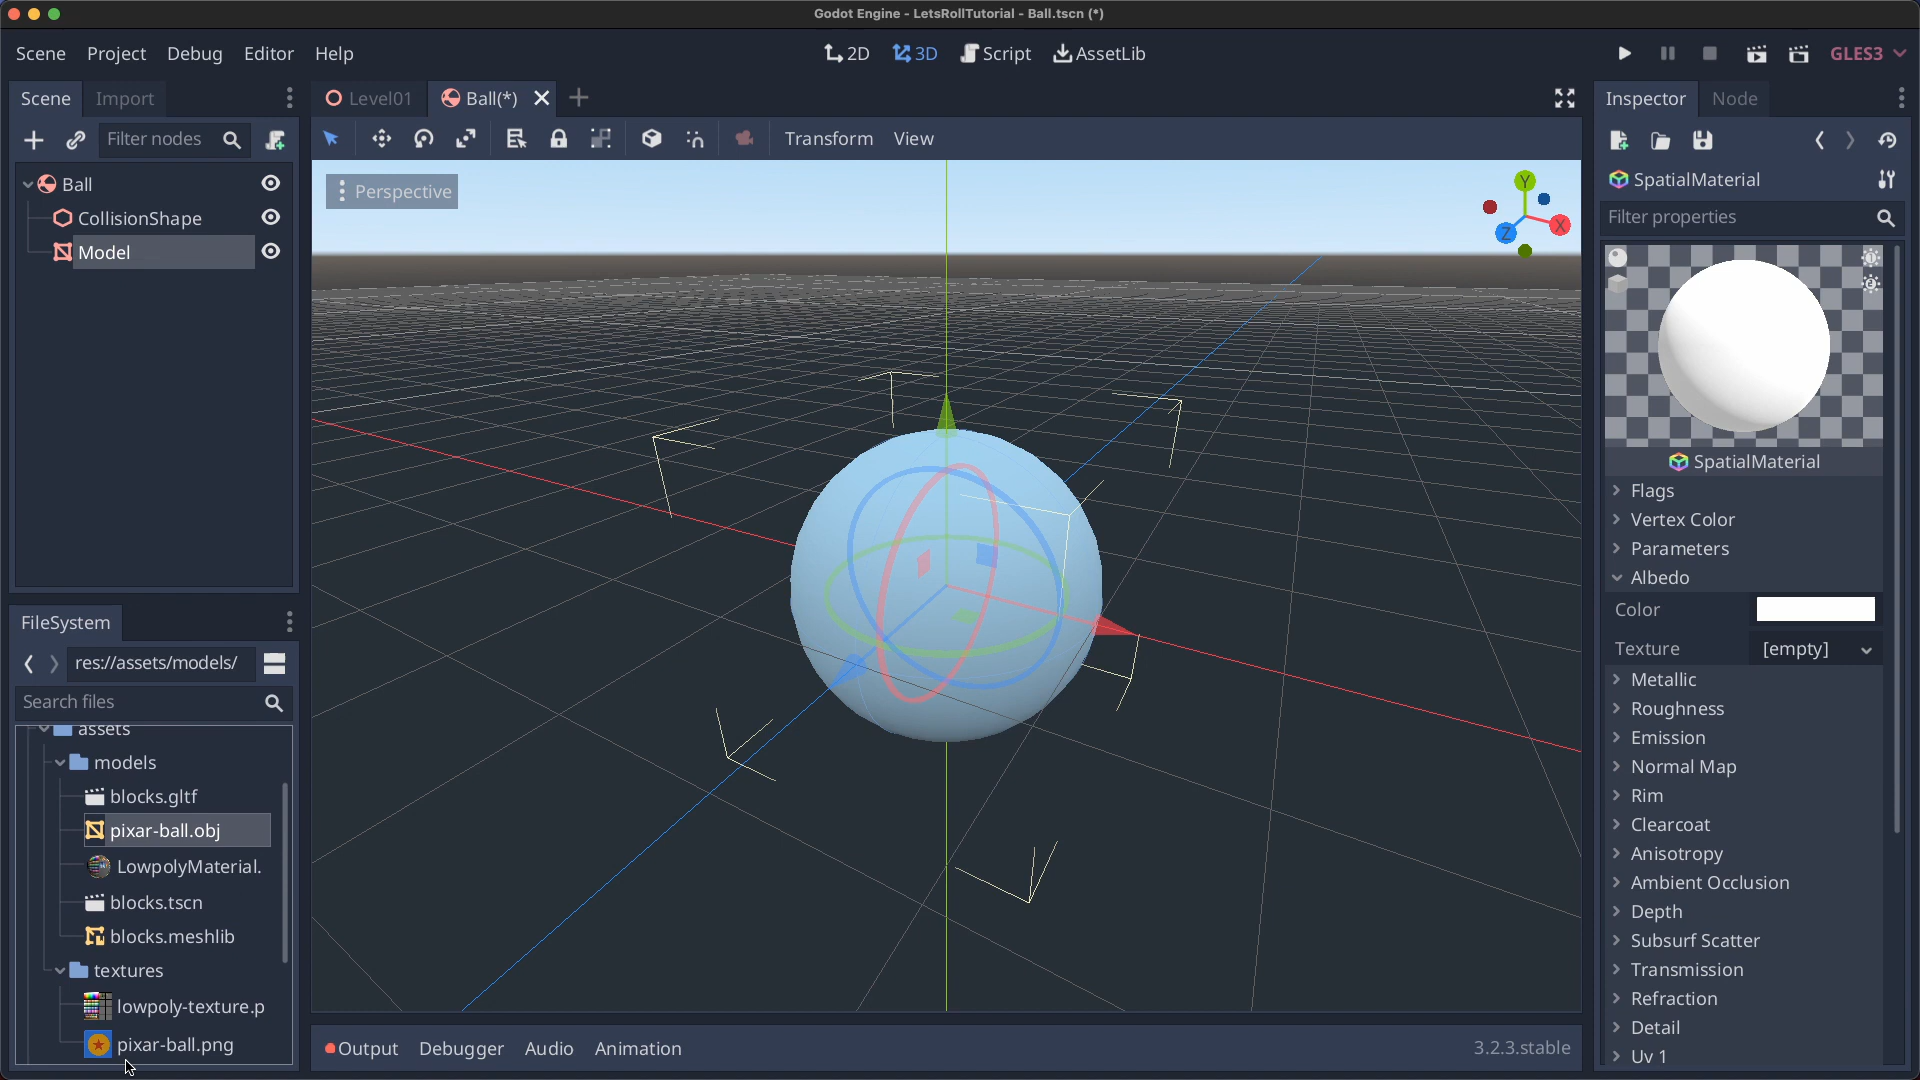 Godot Engine - LetsRollTutorial - Ball.tscn (*)
Scene Project Debug Editor Help
2D 3D Script AssetLib
GLES3
Scene Import
Filter nodes
Ball
CollisionShape
Model
FileSystem
res://assets/models/
Search files
assets
models
blocks.gltf
pixar-ball.obj
LowpolyMaterial.
blocks.tscn
blocks.meshlib
textures
lowpoly-texture.p
pixar-ball.png
Level01 Ball(*)
Transform View
Perspective
Y
X
Z
Output Debugger Audio Animation
3.2.3.stable
Inspector Node
SpatialMaterial
Filter properties
SpatialMaterial
Flags
Vertex Color
Parameters
Albedo
Color
Texture [empty]
Metallic
Roughness
Emission
Normal Map
Rim
Clearcoat
Anisotropy
Ambient Occlusion
Depth
Subsurf Scatter
Transmission
Refraction
Detail
Uv 1